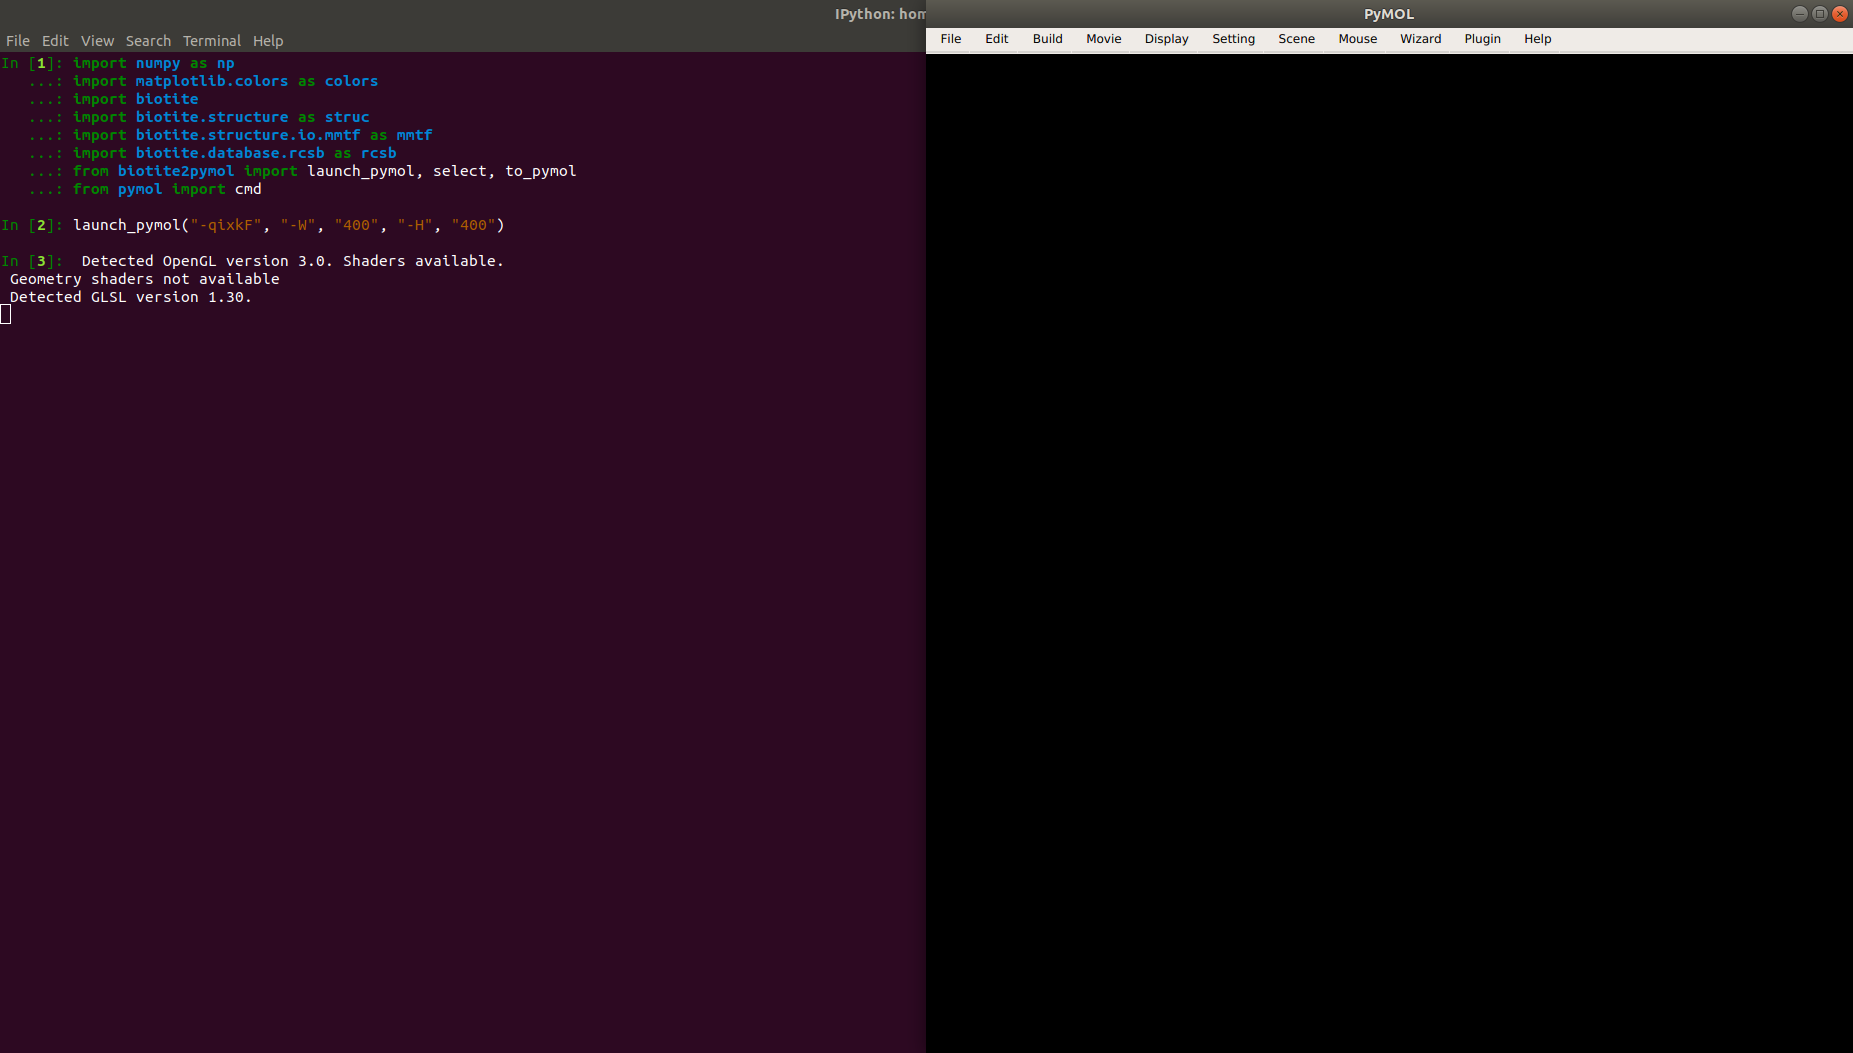 IPython: hom
File Edit View Search Terminal Help
In [1]: import numpy as np
...: import matplotlib.colors as colors
...: import biotite
...: import biotite.structure as struc
...: import biotite.structure.io.mmtf as mmtf
...: import biotite.database.rcsb as rcsb
...: from biotite2pymol import launch_pymol, select, to_pymol
...: from pymol import cmd
In [2]: launch_pymol("-qixkF", "-W", "400", "-H", "400")
In [3]:  Detected OpenGL version 3.0. Shaders available.
Geometry shaders not available
Detected GLSL version 1.30.
PyMOL
File Edit Build Movie Display Setting Scene Mouse Wizard Plugin Help